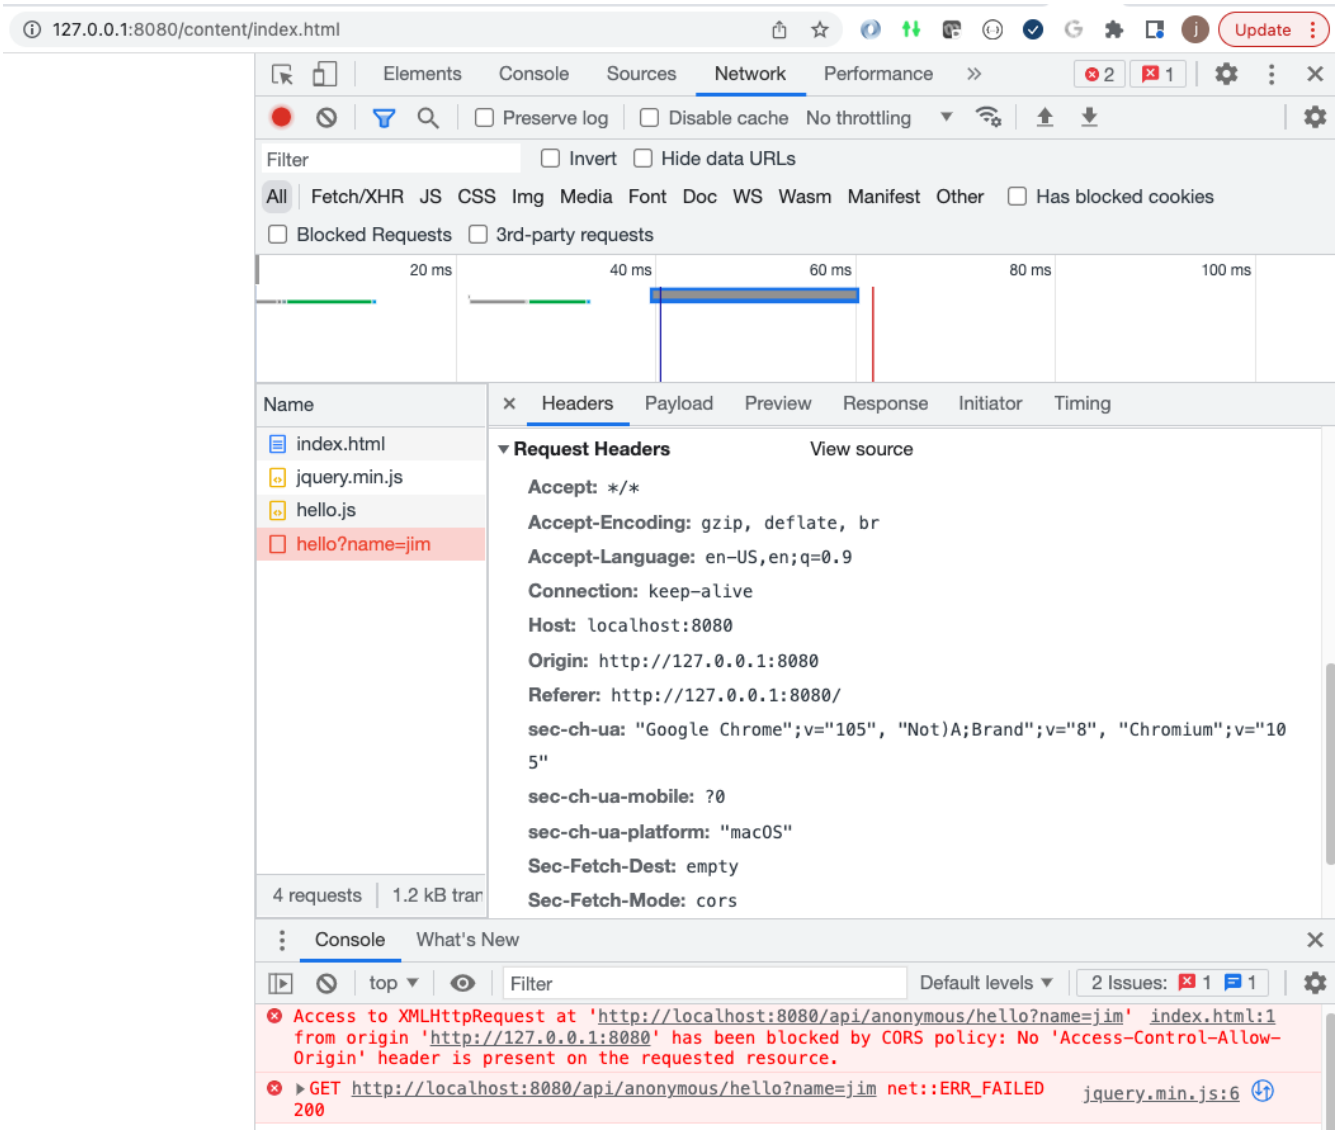 127.0.0.1:8080/content/index.html j Update
Elements Console Sources Network Performance » 2 1
Preserve log Disable cache No throttling
Filter Invert Hide data URLs
All Fetch/XHR JS CSS Img Media Font Doc WS Wasm Manifest Other Has blocked cookies
Blocked Requests 3rd-party requests
20 ms 40 ms 60 ms 80 ms 100 ms
Name Headers Payload Preview Response Initiator Timing
index.html
jquery.min.js
hello.js
hello?name=jim
Request Headers View source
Accept: */*
Accept-Encoding: gzip, deflate, br
Accept-Language: en-US,en;q=0.9
Connection: keep-alive
Host: localhost:8080
Origin: http://127.0.0.1:8080
Referer: http://127.0.0.1:8080/
sec-ch-ua: "Google Chrome";v="105", "Not)A;Brand";v="8", "Chromium";v="10
5"
sec-ch-ua-mobile: ?0
sec-ch-ua-platform: "macOS"
Sec-Fetch-Dest: empty
Sec-Fetch-Mode: cors
4 requests 1.2 kB tran
Console What's New
top Filter Default levels 2 Issues: 1 1
Access to XMLHttpRequest at 'http://localhost:8080/api/anonymous/hello?name=jim' index.html:1
from origin 'http://127.0.0.1:8080' has been blocked by CORS policy: No 'Access-Control-Allow-
Origin' header is present on the requested resource.
GET http://localhost:8080/api/anonymous/hello?name=jim net::ERR_FAILED jquery.min.js:6
200